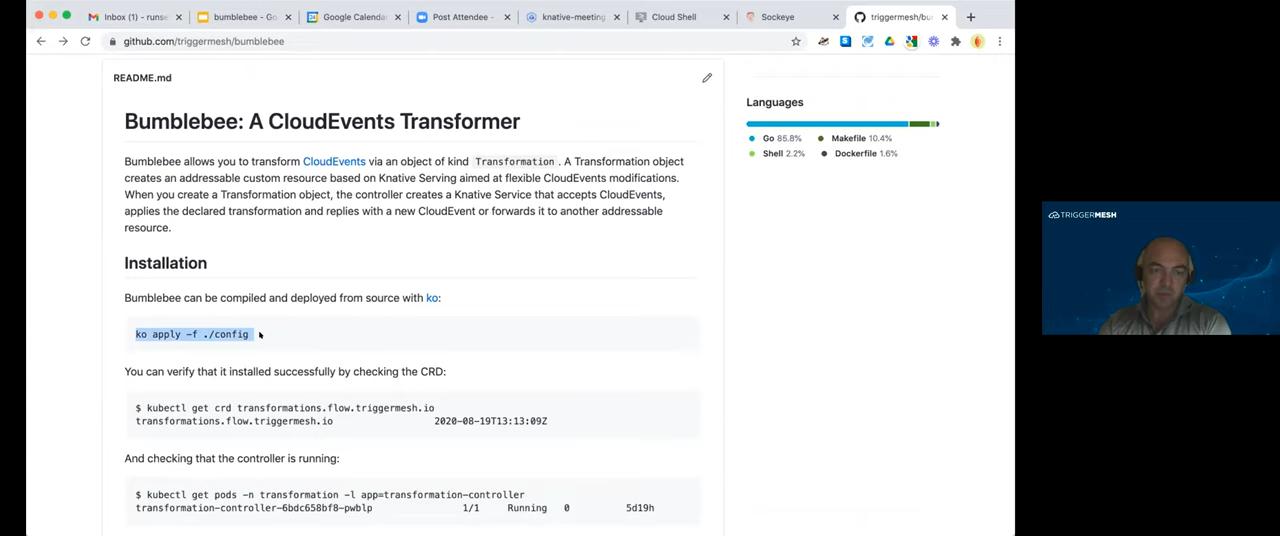 Inbox (1) - runse
bumblebee - Go
Google Calenda
Post Attendee -
knative-meeting
Cloud Shell
Sockeye
triggermesh/bu
github.com/triggermesh/bumblebee
README.md
Bumblebee: A CloudEvents Transformer
Bumblebee allows you to transform CloudEvents via an object of kind Transformation. A Transformation object
creates an addressable custom resource based on Knative Serving aimed at flexible CloudEvents modifications.
When you create a Transformation object, the controller creates a Knative Service that accepts CloudEvents,
applies the declared transformation and replies with a new CloudEvent or forwards it to another addressable
resource.
Installation
Bumblebee can be compiled and deployed from source with ko:
ko apply -f ./config
You can verify that it installed successfully by checking the CRD:
$ kubectl get crd transformations.flow.triggermesh.io
transformations.flow.triggermesh.io 2020-08-19T13:13:09Z
And checking that the controller is running:
$ kubectl get pods -n transformation -l app=transformation-controller
transformation-controller-6bdc658bf8-pwblp 1/1 Running 0 5d19h
Languages
Go 85.8% Makefile 10.4%
Shell 2.2% Dockerfile 1.6%
TRIGGERMESH